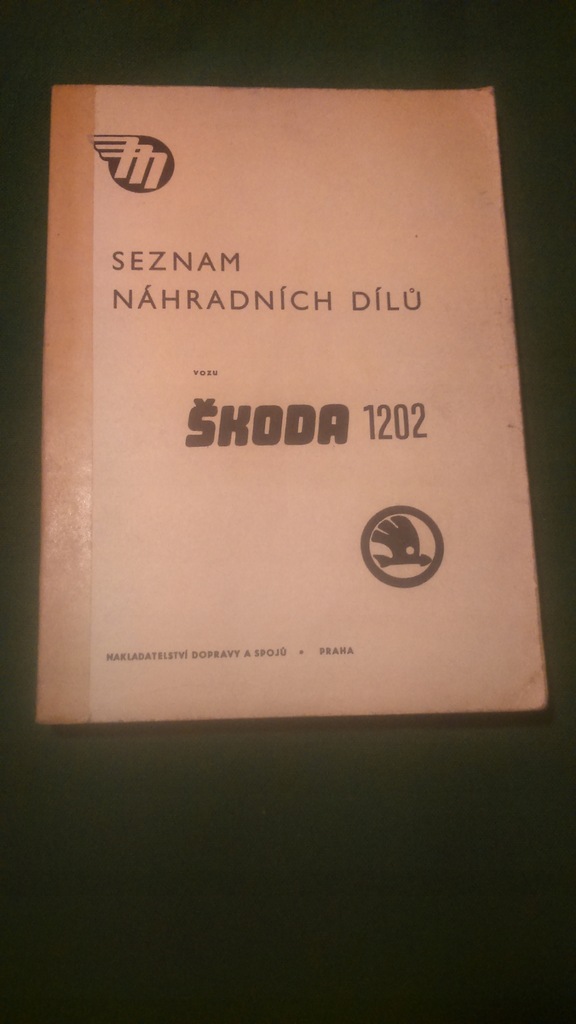 SEZNAM
NÁHRADNÍCH DÍLŮ
VOZU
ŠKODA 1202
NAKLADATELSTVÍ DOPRAVY A SPOJŮ • PRAHA